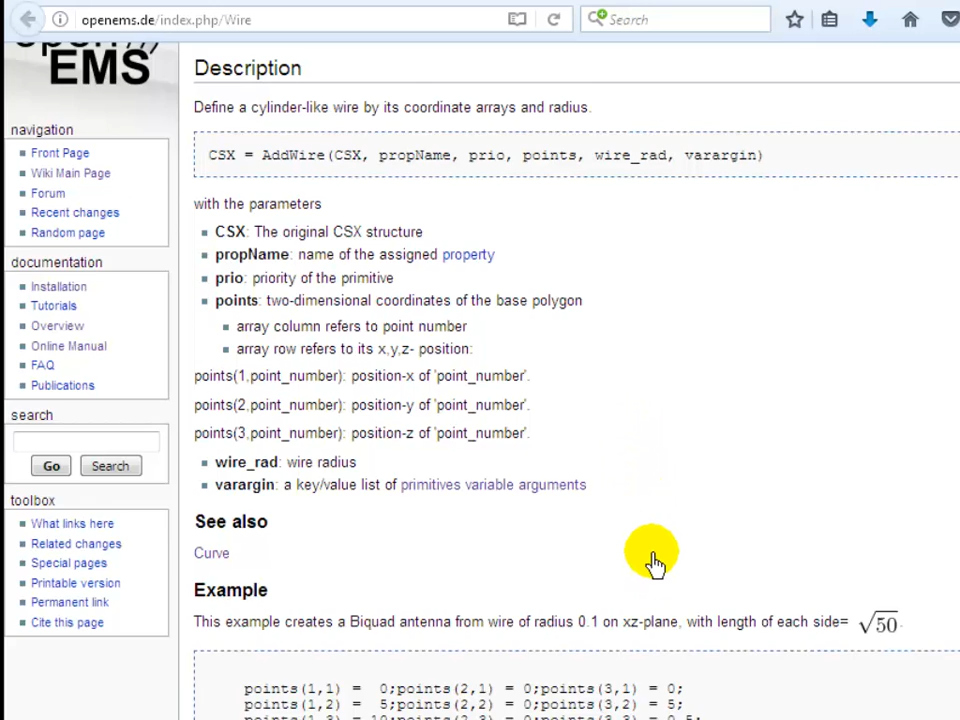 openems.de/index.php/Wire
Search
EMS
Description
Define a cylinder-like wire by its coordinate arrays and radius.
CSX = AddWire(CSX, propName, prio, points, wire_rad, varargin)
with the parameters
CSX: The original CSX structure
propName: name of the assigned property
prio: priority of the primitive
points: two-dimensional coordinates of the base polygon
array column refers to point number
array row refers to its x,y,z- position:
points(1,point_number): position-x of 'point_number'.
points(2,point_number): position-y of 'point_number'.
points(3,point_number): position-z of 'point_number'.
wire_rad: wire radius
varargin: a key/value list of primitives variable arguments
See also
Curve
Example
This example creates a Biquad antenna from wire of radius 0.1 on xz-plane, with length of each side= √50.
points(1,1) =  0;points(2,1) = 0;points(3,1) = 0;
points(1,2) =  5;points(2,2) = 0;points(3,2) = 5;
navigation
Front Page
Wiki Main Page
Forum
Recent changes
Random page
documentation
Installation
Tutorials
Overview
Online Manual
FAQ
Publications
search
Go Search
toolbox
What links here
Related changes
Special pages
Printable version
Permanent link
Cite this page